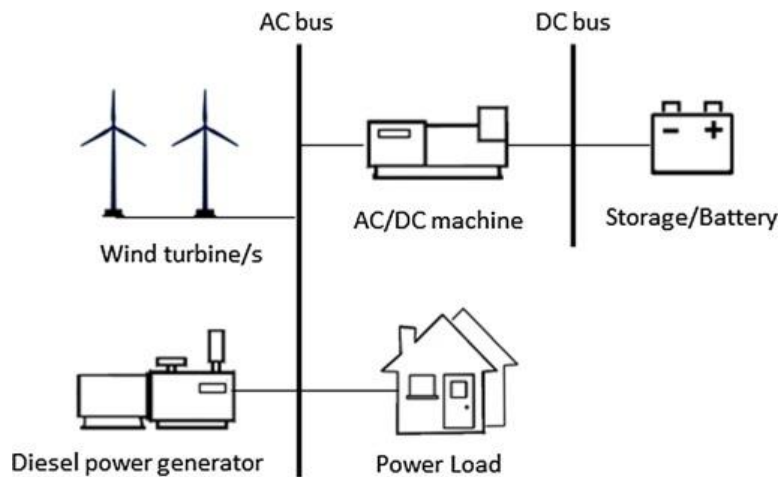 AC bus
DC bus
Wind turbine/s
AC/DC machine
Storage/Battery
Diesel power generator
Power Load